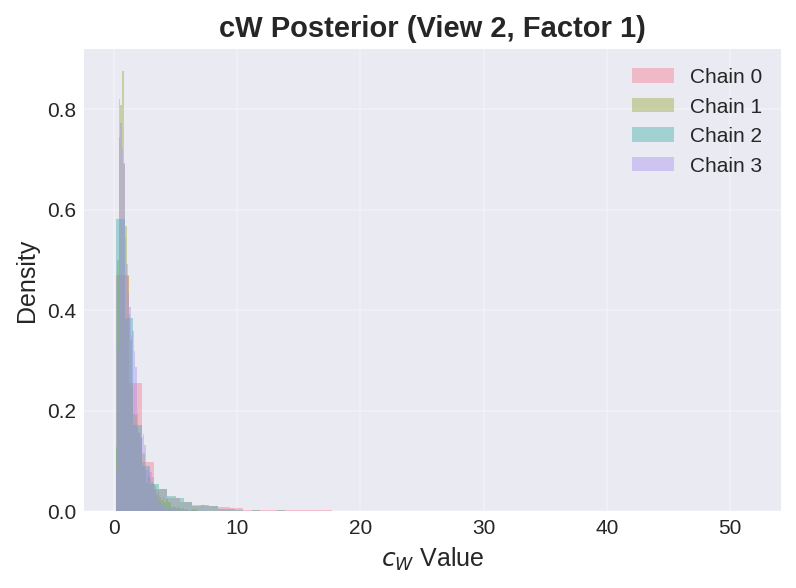 cW Posterior (View 2, Factor 1)
Chain 0
Chain 1
Chain 2
Chain 3
Density
0.8
0.6
0.4
0.2
0.0
0 10 20 30 40 50
c_W Value